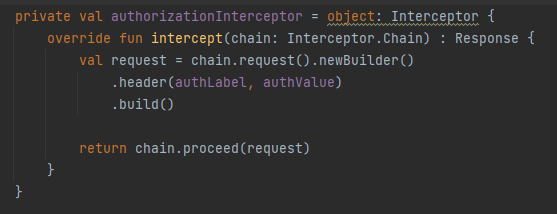 private val authorizationInterceptor = object: Interceptor {
    override fun intercept(chain: Interceptor.Chain) : Response {
        val request = chain.request().newBuilder()
            .header(authLabel, authValue)
            .build()

        return chain.proceed(request)
    }
}